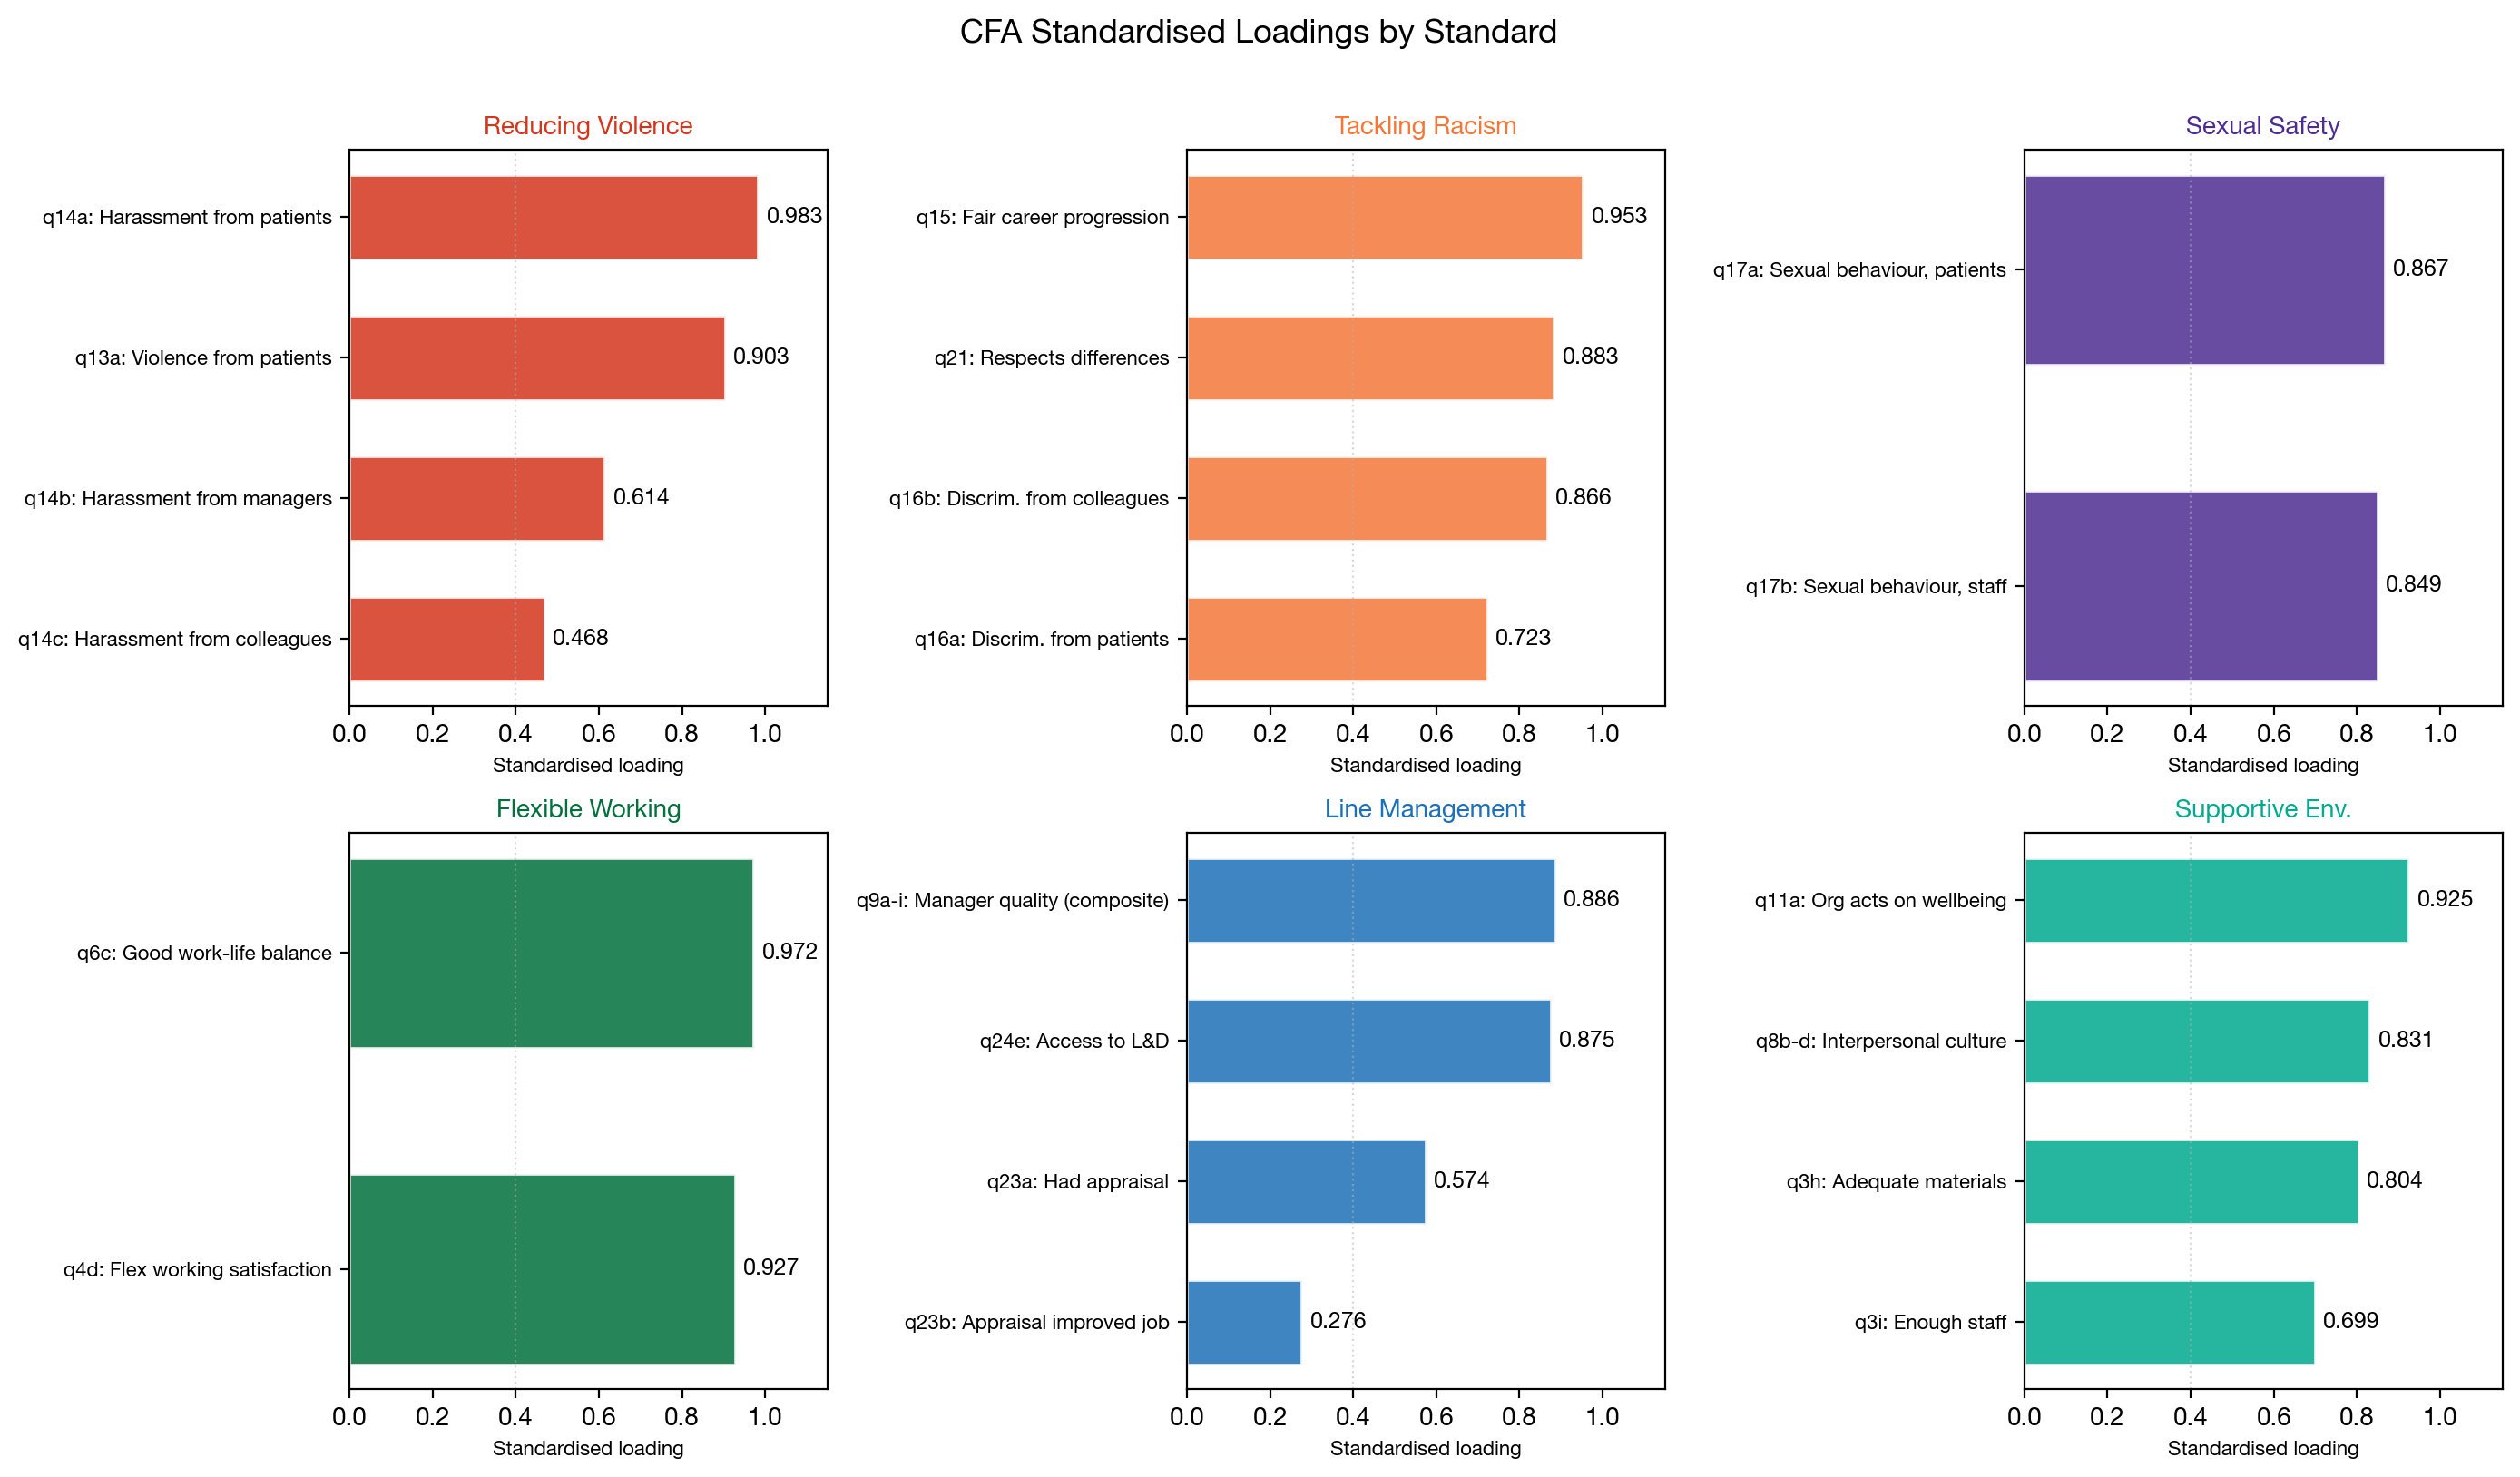 CFA Standardised Loadings by Standard
Reducing Violence
q14a: Harassment from patients
0.983
q13a: Violence from patients
0.903
q14b: Harassment from managers
0.614
q14c: Harassment from colleagues
0.468
0.0 0.2 0.4 0.6 0.8 1.0
Standardised loading
Tackling Racism
q15: Fair career progression
0.953
q21: Respects differences
0.883
q16b: Discrim. from colleagues
0.866
q16a: Discrim. from patients
0.723
0.0 0.2 0.4 0.6 0.8 1.0
Standardised loading
Sexual Safety
q17a: Sexual behaviour, patients
0.867
q17b: Sexual behaviour, staff
0.849
0.0 0.2 0.4 0.6 0.8 1.0
Standardised loading
Flexible Working
q6c: Good work-life balance
0.972
q4d: Flex working satisfaction
0.927
0.0 0.2 0.4 0.6 0.8 1.0
Standardised loading
Line Management
q9a-i: Manager quality (composite)
0.886
q24e: Access to L&D
0.875
q23a: Had appraisal
0.574
q23b: Appraisal improved job
0.276
0.0 0.2 0.4 0.6 0.8 1.0
Standardised loading
Supportive Env.
q11a: Org acts on wellbeing
0.925
q8b-d: Interpersonal culture
0.831
q3h: Adequate materials
0.804
q3i: Enough staff
0.699
0.0 0.2 0.4 0.6 0.8 1.0
Standardised loading